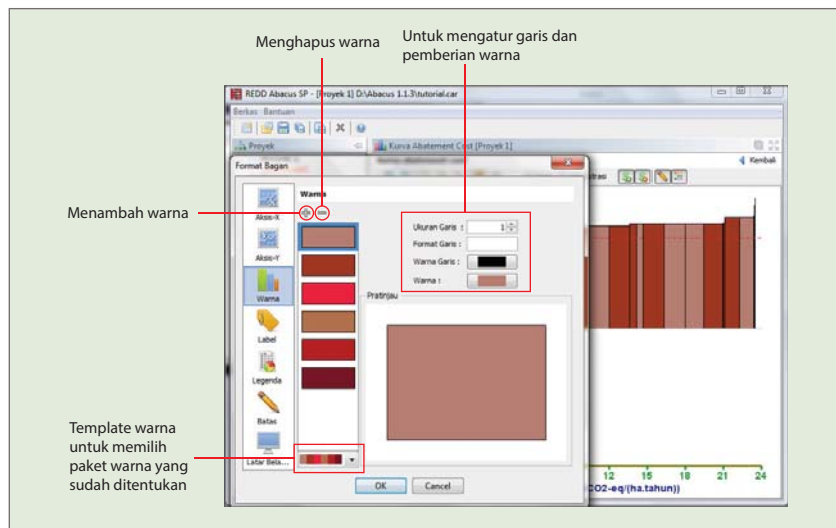 Menghapus warna
Untuk mengatur garis dan
pemberian warna
REDD Abacus SP - [Proyek 1] D:\Abacus 1.1.3\tutorial.car
Berkas Bantuan
Proyek
Kurva Abatement Cost [Proyek 1]
Kembali
Format Bagan
Menambah warna
Aksis-X
Aksis-Y
Warna
Label
Legenda
Batas
Latar Bela...
Warna
Ukuran Garis : 1
Format Garis :
Warna Garis :
Warna :
Pratinjau
Template warna
untuk memilih
paket warna yang
sudah ditentukan
OK Cancel
12 15 18 21 24
CO2-eq/(ha.tahun))